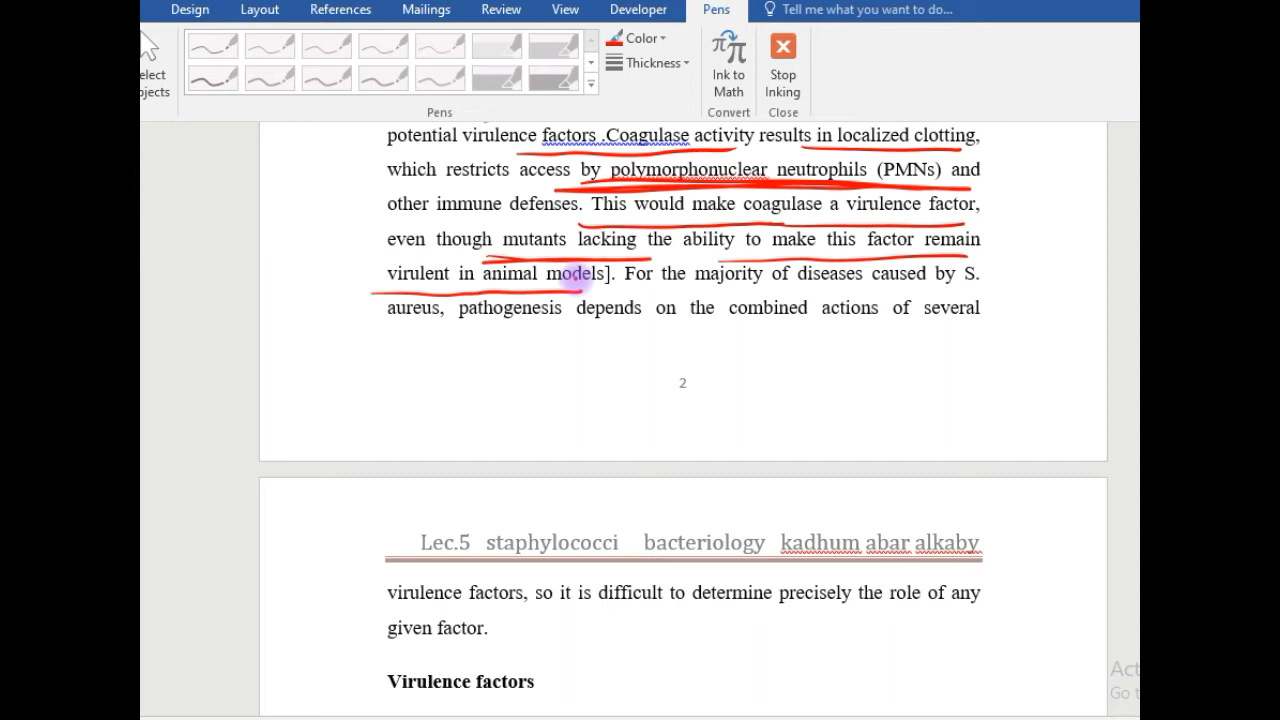 Design Layout References Mailings Review View Developer Pens Tell me what you want to do...
Color
Thickness
Ink to
Math
Stop
Inking
Pens Convert Close
potential virulence factors .Coagulase activity results in localized clotting,
which restricts access by polymorphonuclear neutrophils (PMNs) and
other immune defenses. This would make coagulase a virulence factor,
even though mutants lacking the ability to make this factor remain
virulent in animal models]. For the majority of diseases caused by S.
aureus, pathogenesis depends on the combined actions of several
2
Lec.5 staphylococci bacteriology kadhum abar alkaby
virulence factors, so it is difficult to determine precisely the role of any
given factor.
Virulence factors